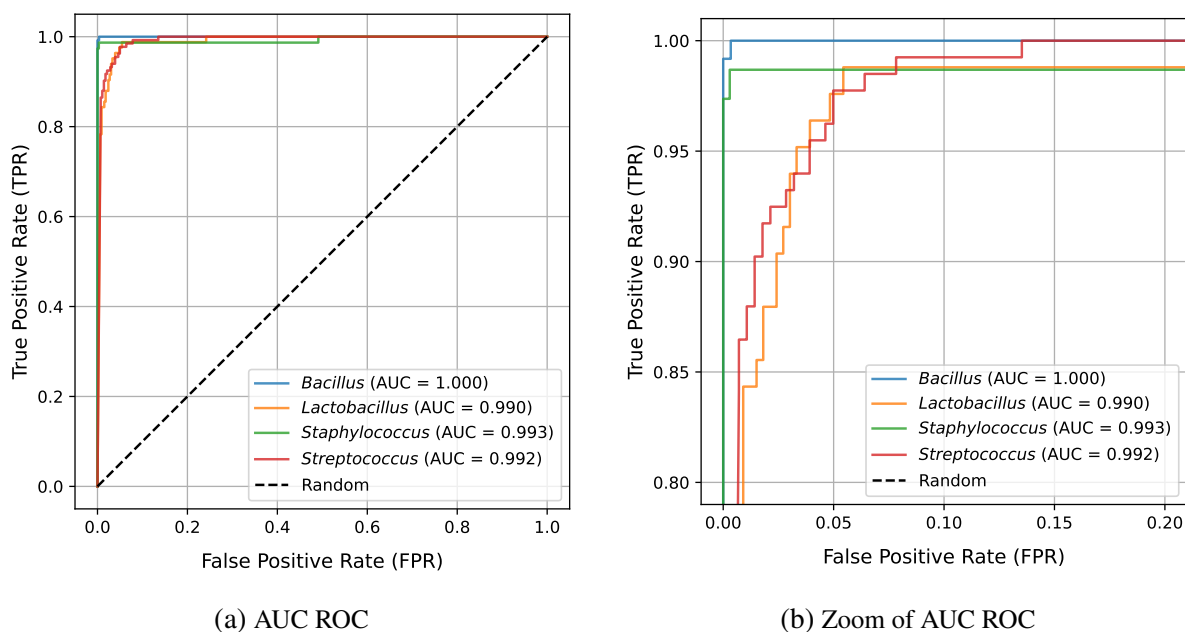 1.0
0.8
0.6
0.4
0.2
0.0
True Positive Rate (TPR)
Bacillus (AUC = 1.000)
Lactobacillus (AUC = 0.990)
Staphylococcus (AUC = 0.993)
Streptococcus (AUC = 0.992)
Random
0.0 0.2 0.4 0.6 0.8 1.0
False Positive Rate (FPR)
(a) AUC ROC
1.00
0.95
0.90
0.85
0.80
True Positive Rate (TPR)
Bacillus (AUC = 1.000)
Lactobacillus (AUC = 0.990)
Staphylococcus (AUC = 0.993)
Streptococcus (AUC = 0.992)
Random
0.00 0.05 0.10 0.15 0.20
False Positive Rate (FPR)
(b) Zoom of AUC ROC